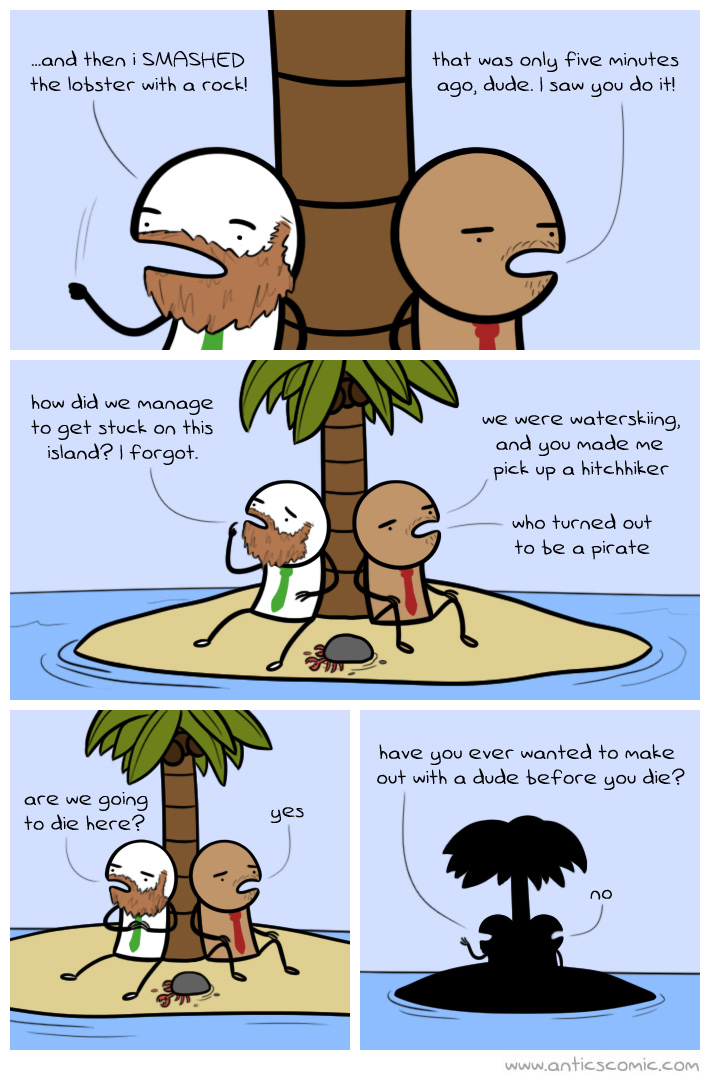 ...and then i SMASHED
the lobster with a rock!
that was only five minutes
ago, dude. I saw you do it!
how did we manage
to get stuck on this
island? I forgot.
we were waterskiing,
and you made me
pick up a hitchhiker
who turned out
to be a pirate
are we going
to die here?
yes
have you ever wanted to make
out with a dude before you die?
no
www.anticscomic.com